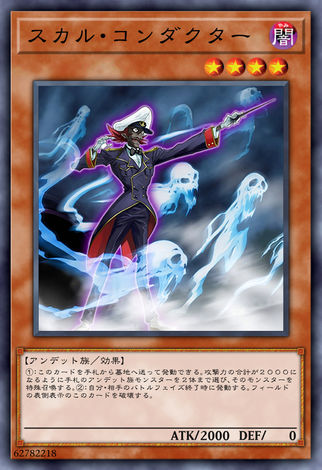 スカル・コンダクター
やみ
闇
【アンデット族／効果】
①：このカードを手札から墓地へ送って発動できる。攻撃力の合計が２０００に
なるように手札のアンデット族モンスターを２体まで選び、そのモンスターを
特殊召喚する。②：自分・相手のバトルフェイズ終了時に発動する。フィールド
の表側表示のこのカードを破壊する。
ATK/2000 DEF/ 0
62782218